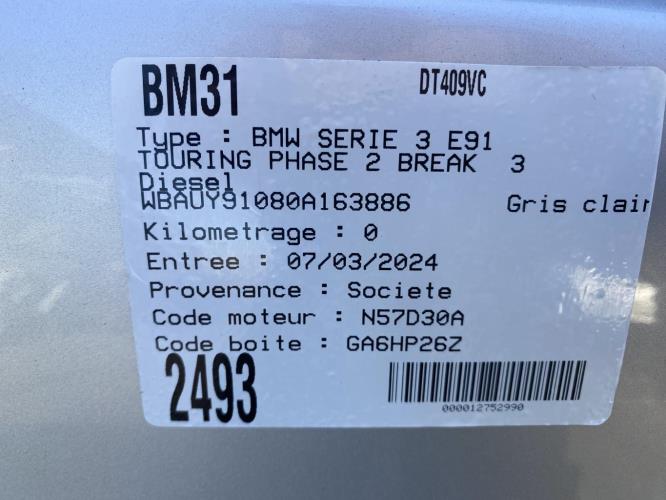 BM31 DT409VC
Type : BMW SERIE 3 E91
TOURING PHASE 2 BREAK 3
Diesel
WBAUY91080A163886 Gris clair
Kilometrage : 0
Entree : 07/03/2024
Provenance : Societe
Code moteur : N57D30A
Code boite : GA6HP26Z
2493
000012752990